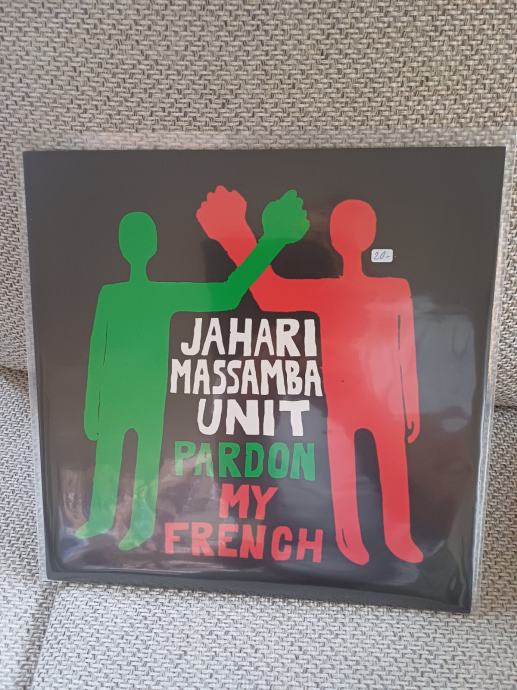 20.-
JAHARI
MASSAMBA
UNIT
PARDON
MY
FRENCH